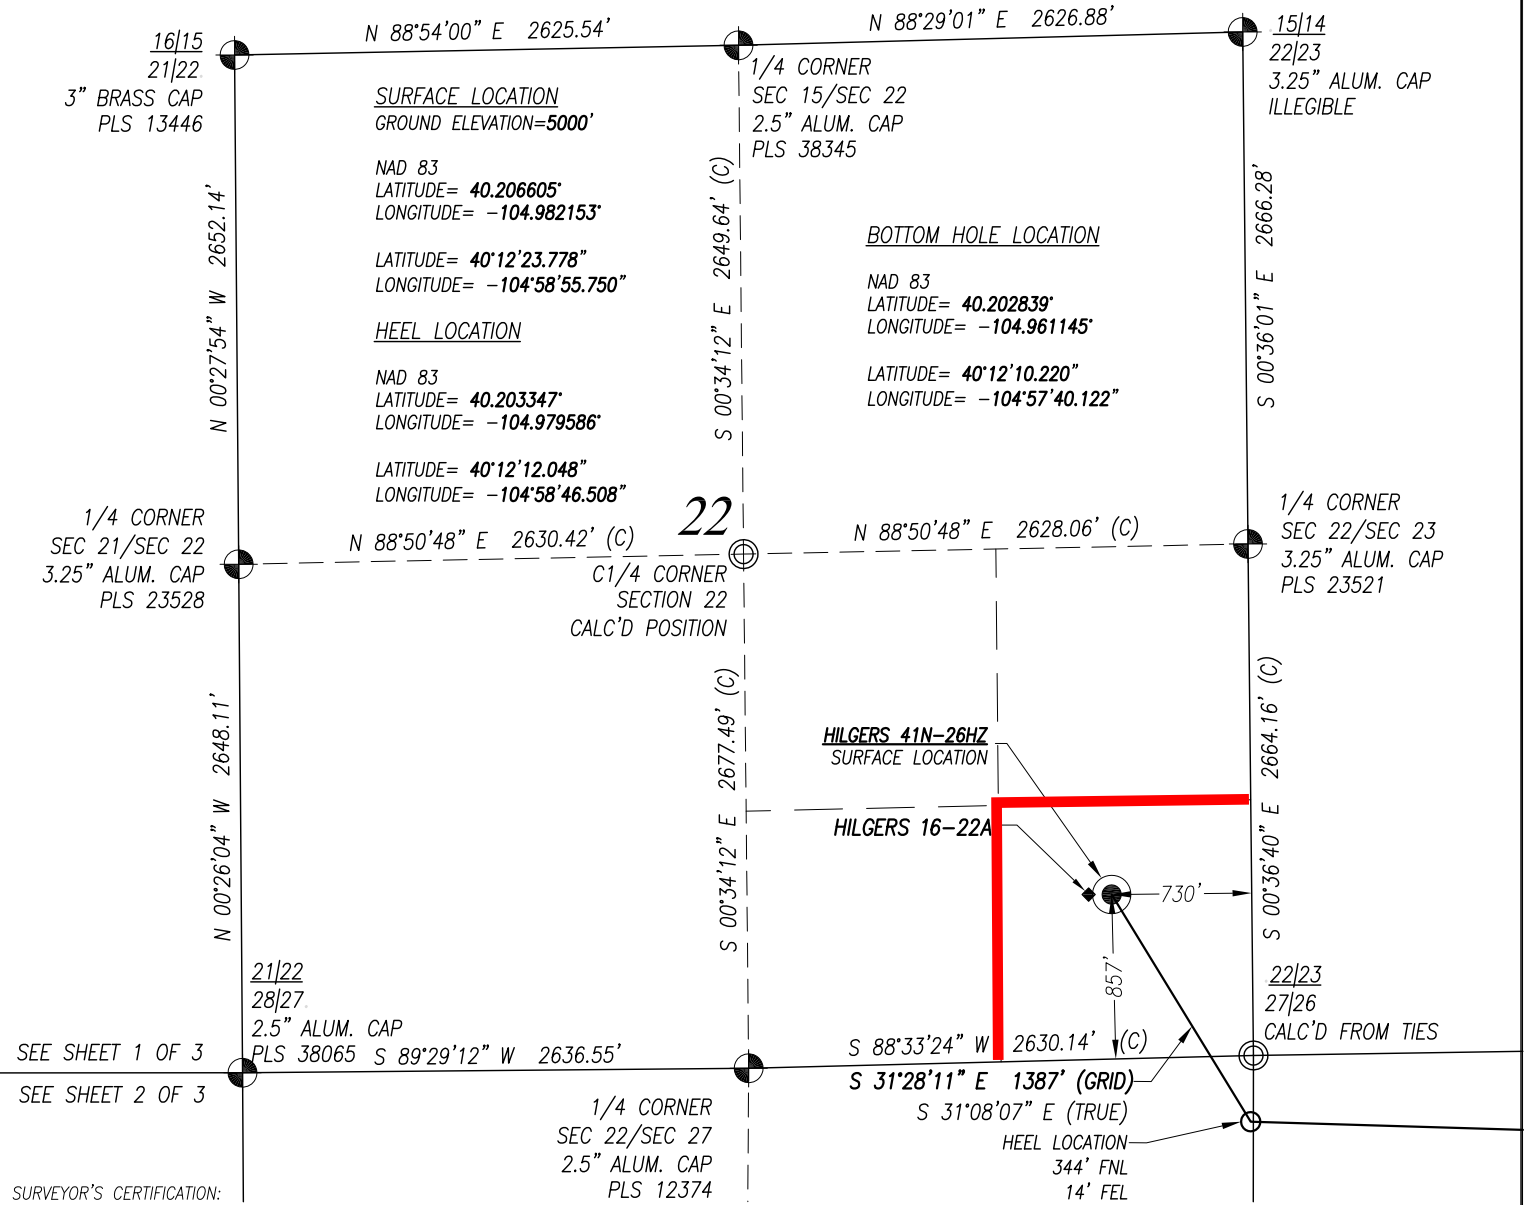 N 88°54'00" E 2625.54'
N 88°29'01" E 2626.88'
16|15
21|22
3" BRASS CAP
PLS 13446
1/4 CORNER
SEC 15/SEC 22
2.5" ALUM. CAP
PLS 38345
15|14
22|23
3.25" ALUM. CAP
ILLEGIBLE
SURFACE LOCATION
GROUND ELEVATION=5000'
NAD 83
LATITUDE= 40.206605°
LONGITUDE= -104.982153°
LATITUDE= 40°12'23.778"
LONGITUDE= -104°58'55.750"
HEEL LOCATION
NAD 83
LATITUDE= 40.203347°
LONGITUDE= -104.979586°
LATITUDE= 40°12'12.048"
LONGITUDE= -104°58'46.508"
BOTTOM HOLE LOCATION
NAD 83
LATITUDE= 40.202839°
LONGITUDE= -104.961145°
LATITUDE= 40°12'10.220"
LONGITUDE= -104°57'40.122"
N 00°27'54" W 2652.14'
S 00°34'12" E 2649.64' (C)
S 00°36'01" E 2666.28'
1/4 CORNER
SEC 21/SEC 22
3.25" ALUM. CAP
PLS 23528
N 88°50'48" E 2630.42' (C)
22
N 88°50'48" E 2628.06' (C)
C1/4 CORNER
SECTION 22
CALC'D POSITION
1/4 CORNER
SEC 22/SEC 23
3.25" ALUM. CAP
PLS 23521
N 00°26'04" W 2648.11'
S 00°34'12" E 2677.49' (C)
S 00°36'40" E 2664.16' (C)
HILGERS 41N-26HZ
SURFACE LOCATION
HILGERS 16-22A
730'
857'
21|22
28|27
2.5" ALUM. CAP
PLS 38065
S 89°29'12" W 2636.55'
S 88°33'24" W 2630.14' (C)
22|23
27|26
CALC'D FROM TIES
SEE SHEET 1 OF 3
SEE SHEET 2 OF 3
S 31°28'11" E 1387' (GRID)
S 31°08'07" E (TRUE)
HEEL LOCATION
344' FNL
14' FEL
1/4 CORNER
SEC 22/SEC 27
2.5" ALUM. CAP
PLS 12374
SURVEYOR'S CERTIFICATION: